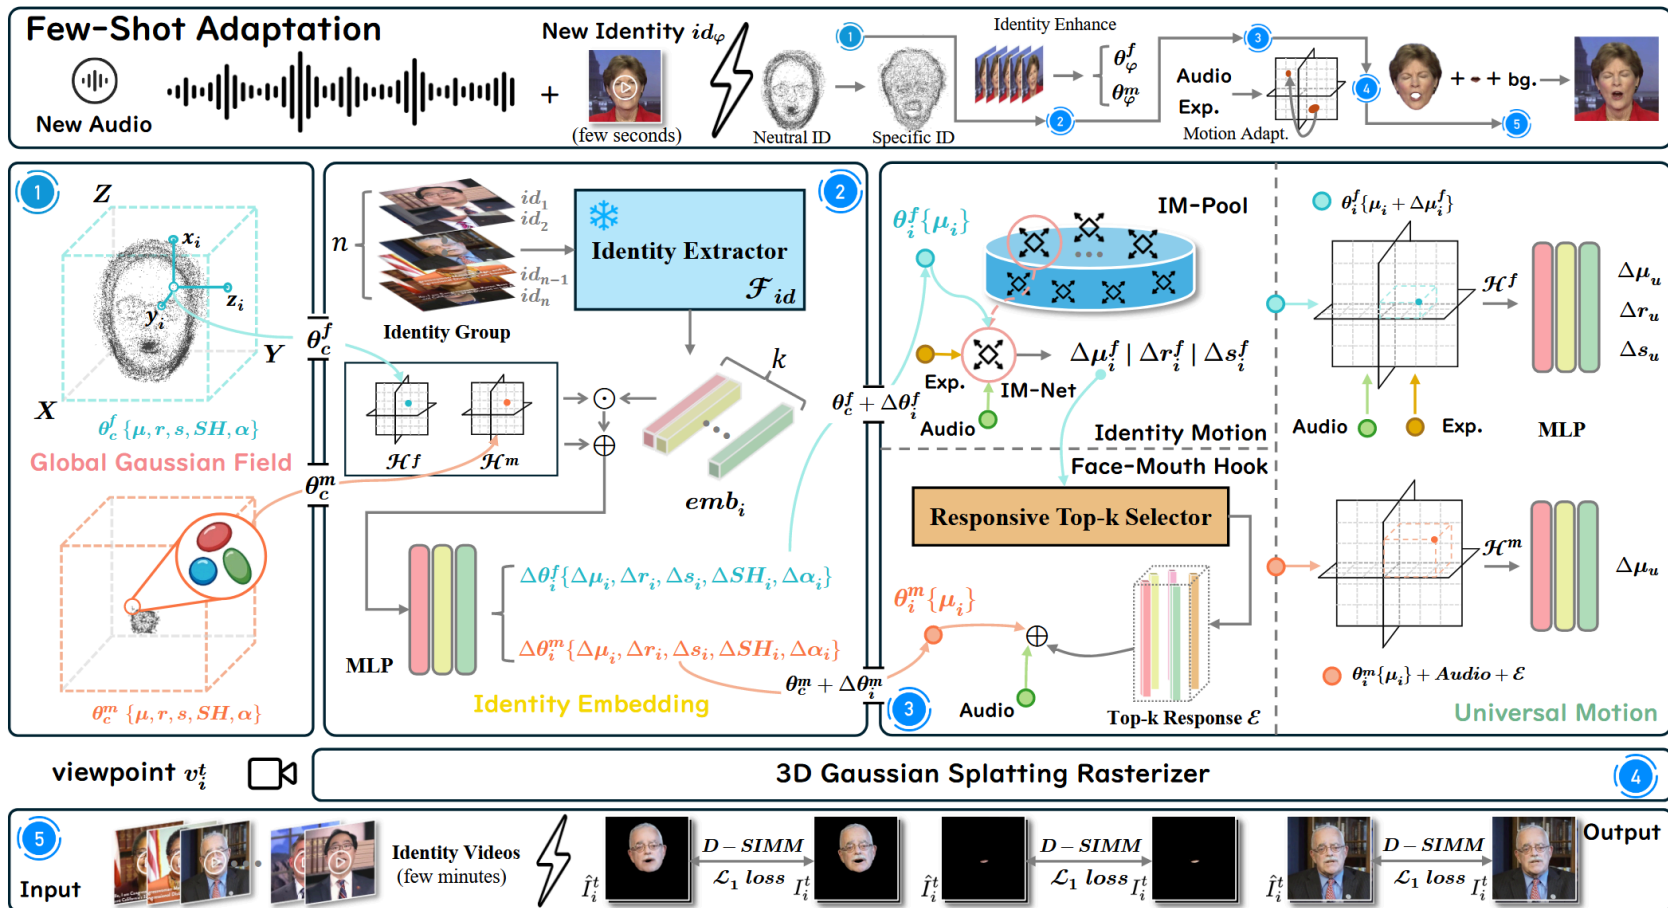 Few-Shot Adaptation
New Audio
+
New Identity id_φ
(few seconds)
Neutral ID
Specific ID
1
Identity Enhance
θ_φ^f
θ_φ^m
2
3
Audio
Exp.
Motion Adapt.
4
+ + bg.
5
1
Z
x_i
y_i
z_i
Y
X
θ_c^f {μ, r, s, SH, α}
Global Gaussian Field
θ_c^m {μ, r, s, SH, α}
θ_c^f
θ_c^m
2
n
id_1
id_2
id_{n-1}
id_n
Identity Group
Identity Extractor
ℱ_id
k
ℋ^f
ℋ^m
emb_i
MLP
Δθ_i^f{Δμ_i, Δr_i, Δs_i, ΔSH_i, Δα_i}
Δθ_i^m{Δμ_i, Δr_i, Δs_i, ΔSH_i, Δα_i}
Identity Embedding
θ_c^f + Δθ_i^f
θ_c^m + Δθ_i^m
3
θ_i^f{μ_i}
IM-Pool
Exp.
IM-Net
Audio
Δμ_i^f | Δr_i^f | Δs_i^f
Identity Motion
Face-Mouth Hook
Responsive Top-k Selector
θ_i^m{μ_i}
Audio
Top-k Response ℰ
θ_i^f{μ_i + Δμ_i^f}
ℋ^f
Δμ_u
Δr_u
Δs_u
Audio
Exp.
MLP
ℋ^m
Δμ_u
θ_i^m{μ_i} + Audio + ℰ
Universal Motion
viewpoint v_i^t
3D Gaussian Splatting Rasterizer
4
5
Input
Identity Videos
(few minutes)
Î_i^t
D - SIMM
ℒ_1 loss
I_i^t
Î_i^t
D - SIMM
ℒ_1 loss
I_i^t
Î_i^t
D - SIMM
ℒ_1 loss
I_i^t
Output